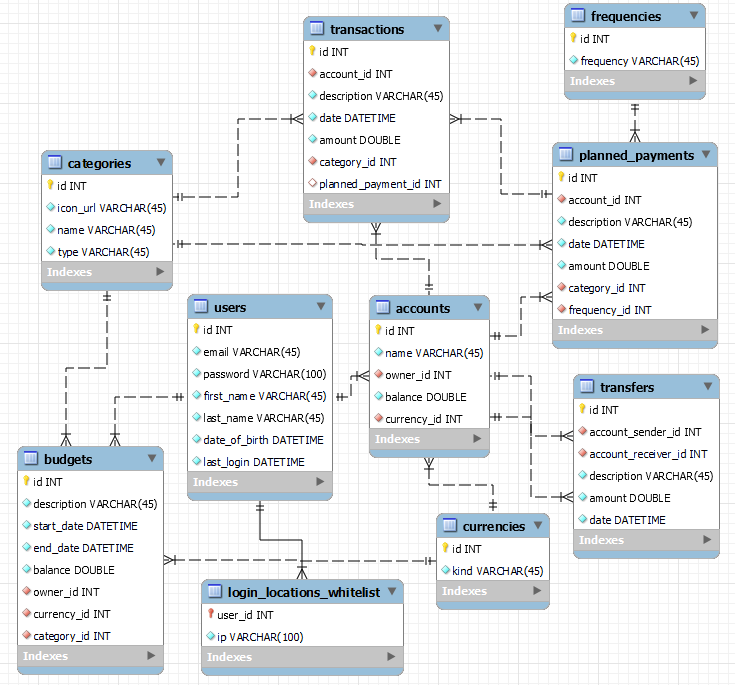 transactions
id INT
account_id INT
description VARCHAR(45)
date DATETIME
amount DOUBLE
category_id INT
planned_payment_id INT
Indexes
frequencies
id INT
frequency VARCHAR(45)
Indexes
categories
id INT
icon_url VARCHAR(45)
name VARCHAR(45)
type VARCHAR(45)
Indexes
planned_payments
id INT
account_id INT
description VARCHAR(45)
date DATETIME
amount DOUBLE
category_id INT
frequency_id INT
Indexes
users
id INT
email VARCHAR(45)
password VARCHAR(100)
first_name VARCHAR(45)
last_name VARCHAR(45)
date_of_birth DATETIME
last_login DATETIME
Indexes
accounts
id INT
name VARCHAR(45)
owner_id INT
balance DOUBLE
currency_id INT
Indexes
transfers
id INT
account_sender_id INT
account_receiver_id INT
description VARCHAR(45)
amount DOUBLE
date DATETIME
Indexes
budgets
id INT
description VARCHAR(45)
start_date DATETIME
end_date DATETIME
balance DOUBLE
owner_id INT
currency_id INT
category_id INT
Indexes
currencies
id INT
kind VARCHAR(45)
Indexes
login_locations_whitelist
user_id INT
ip VARCHAR(100)
Indexes